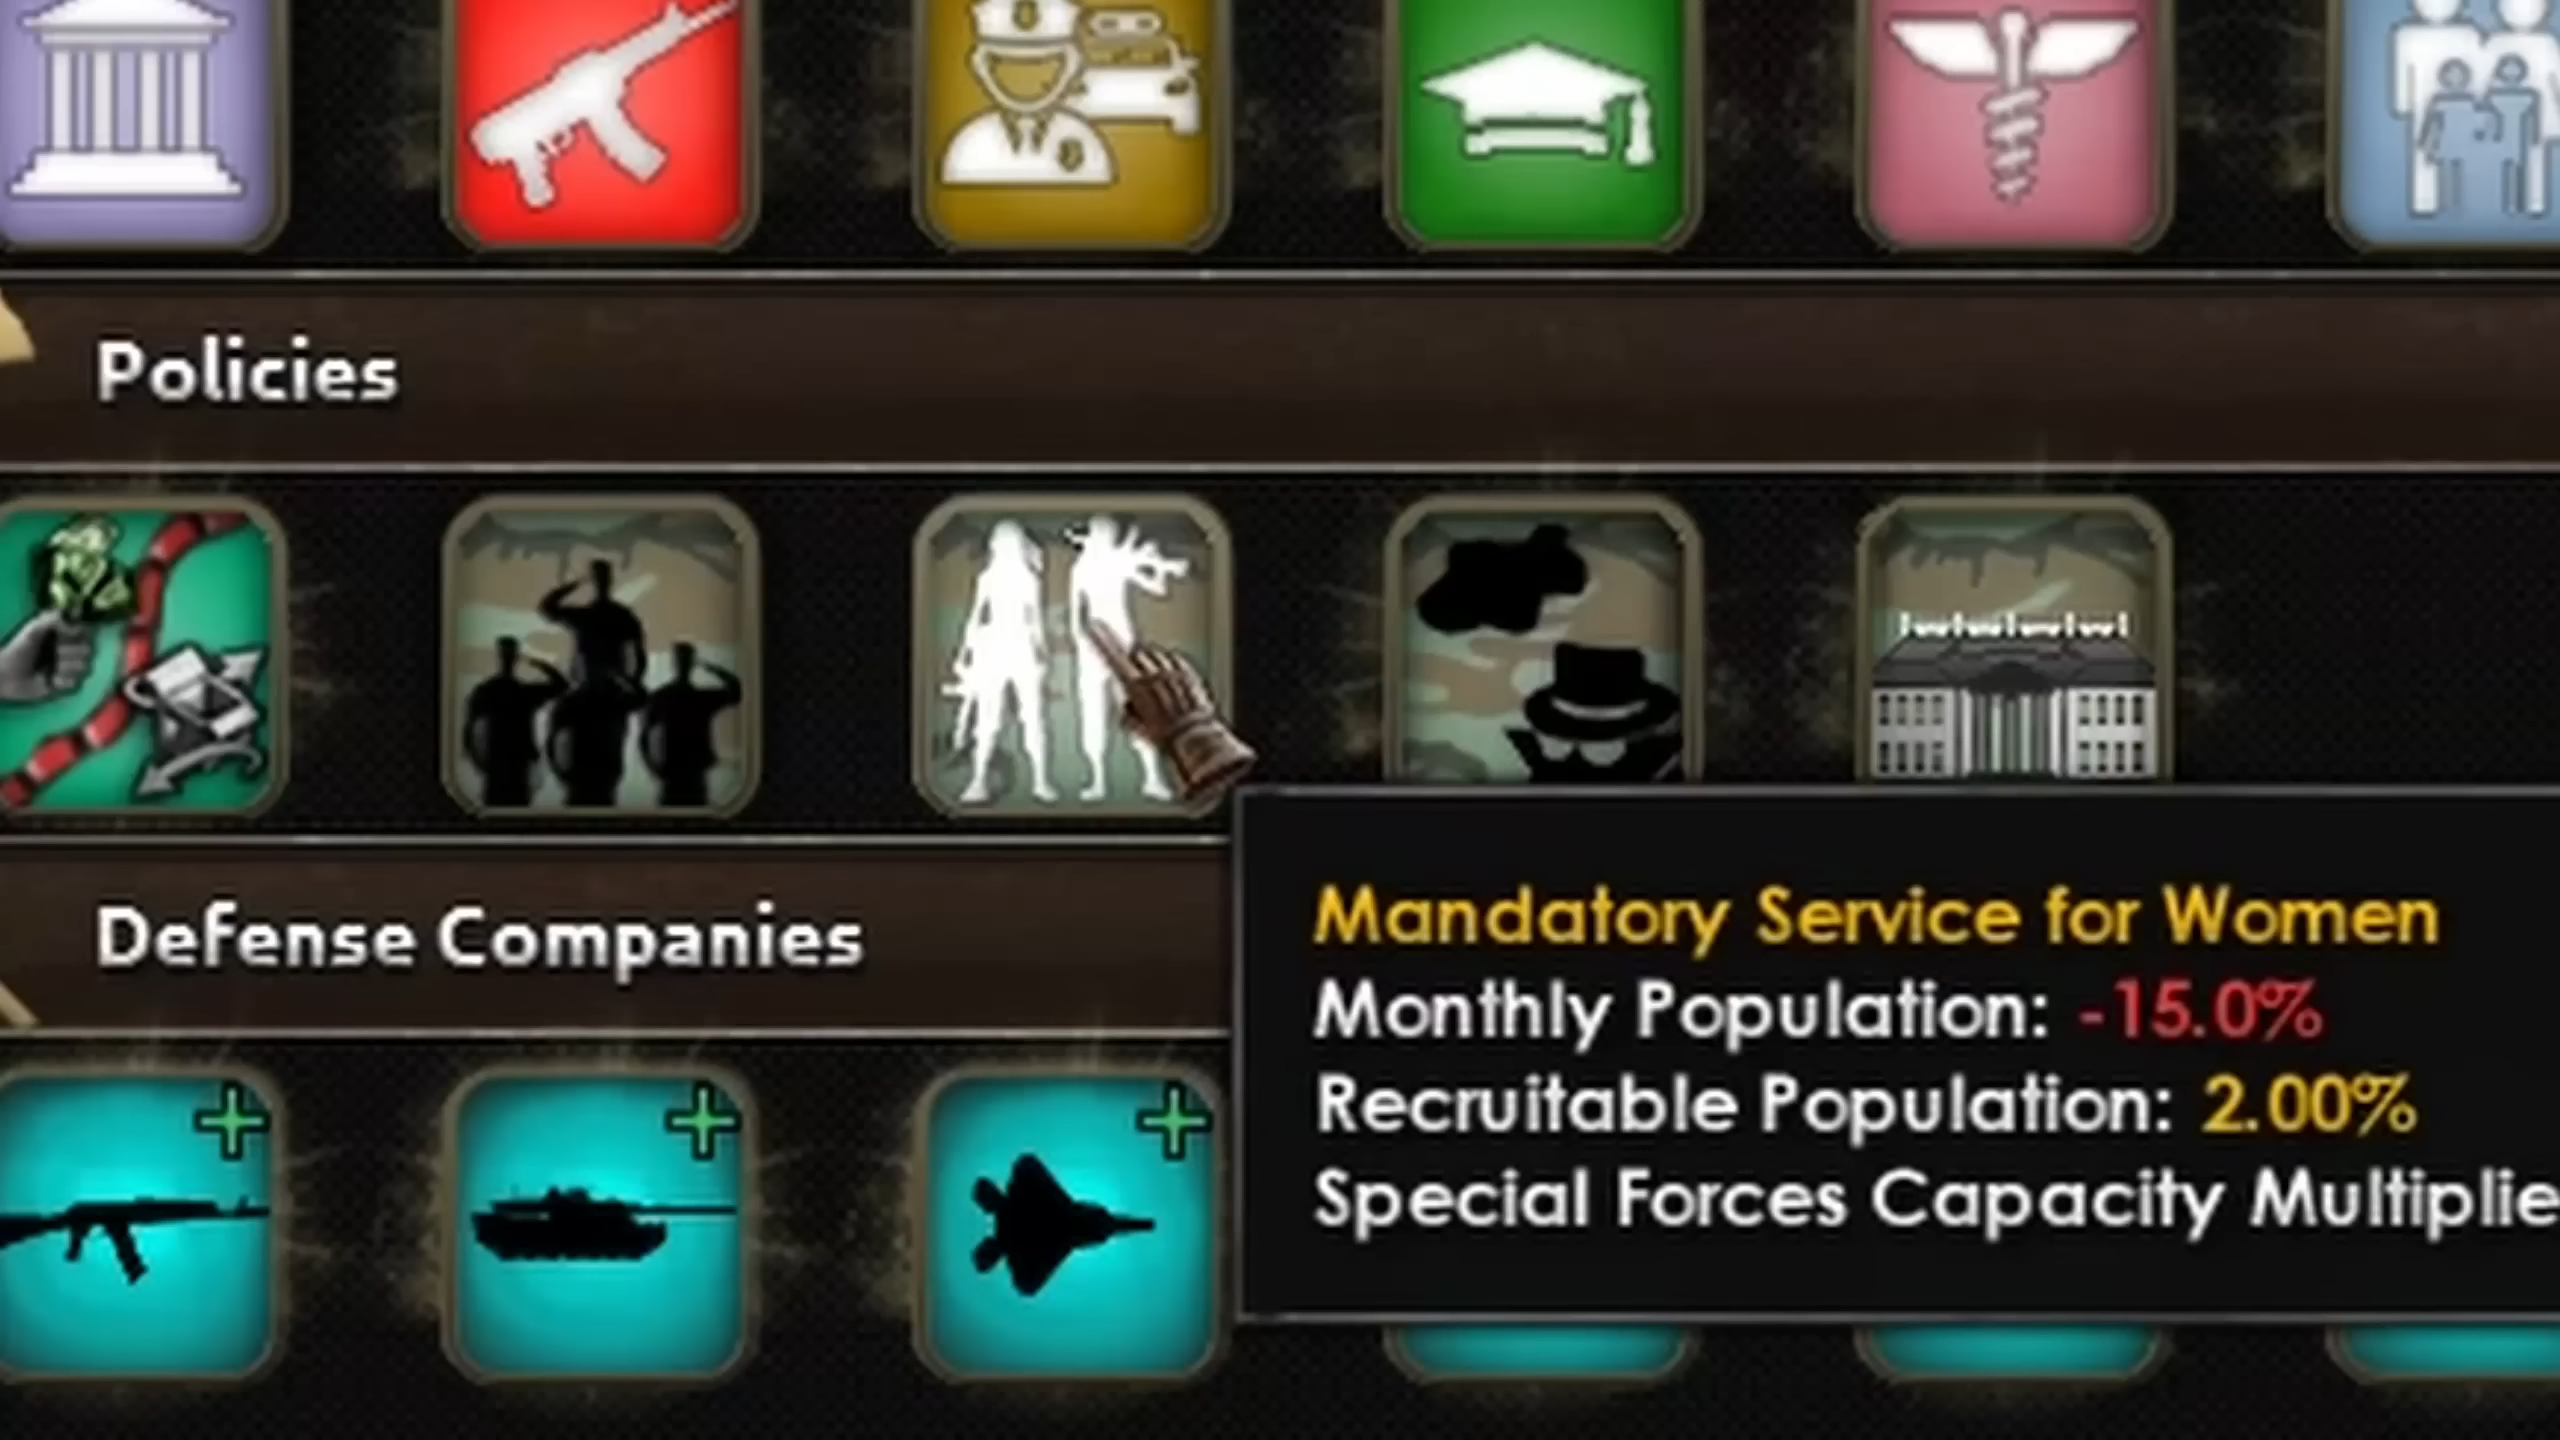 Policies
Defense Companies
Mandatory Service for Women
Monthly Population: -15.0%
Recruitable Population: 2.00%
Special Forces Capacity Multiplie